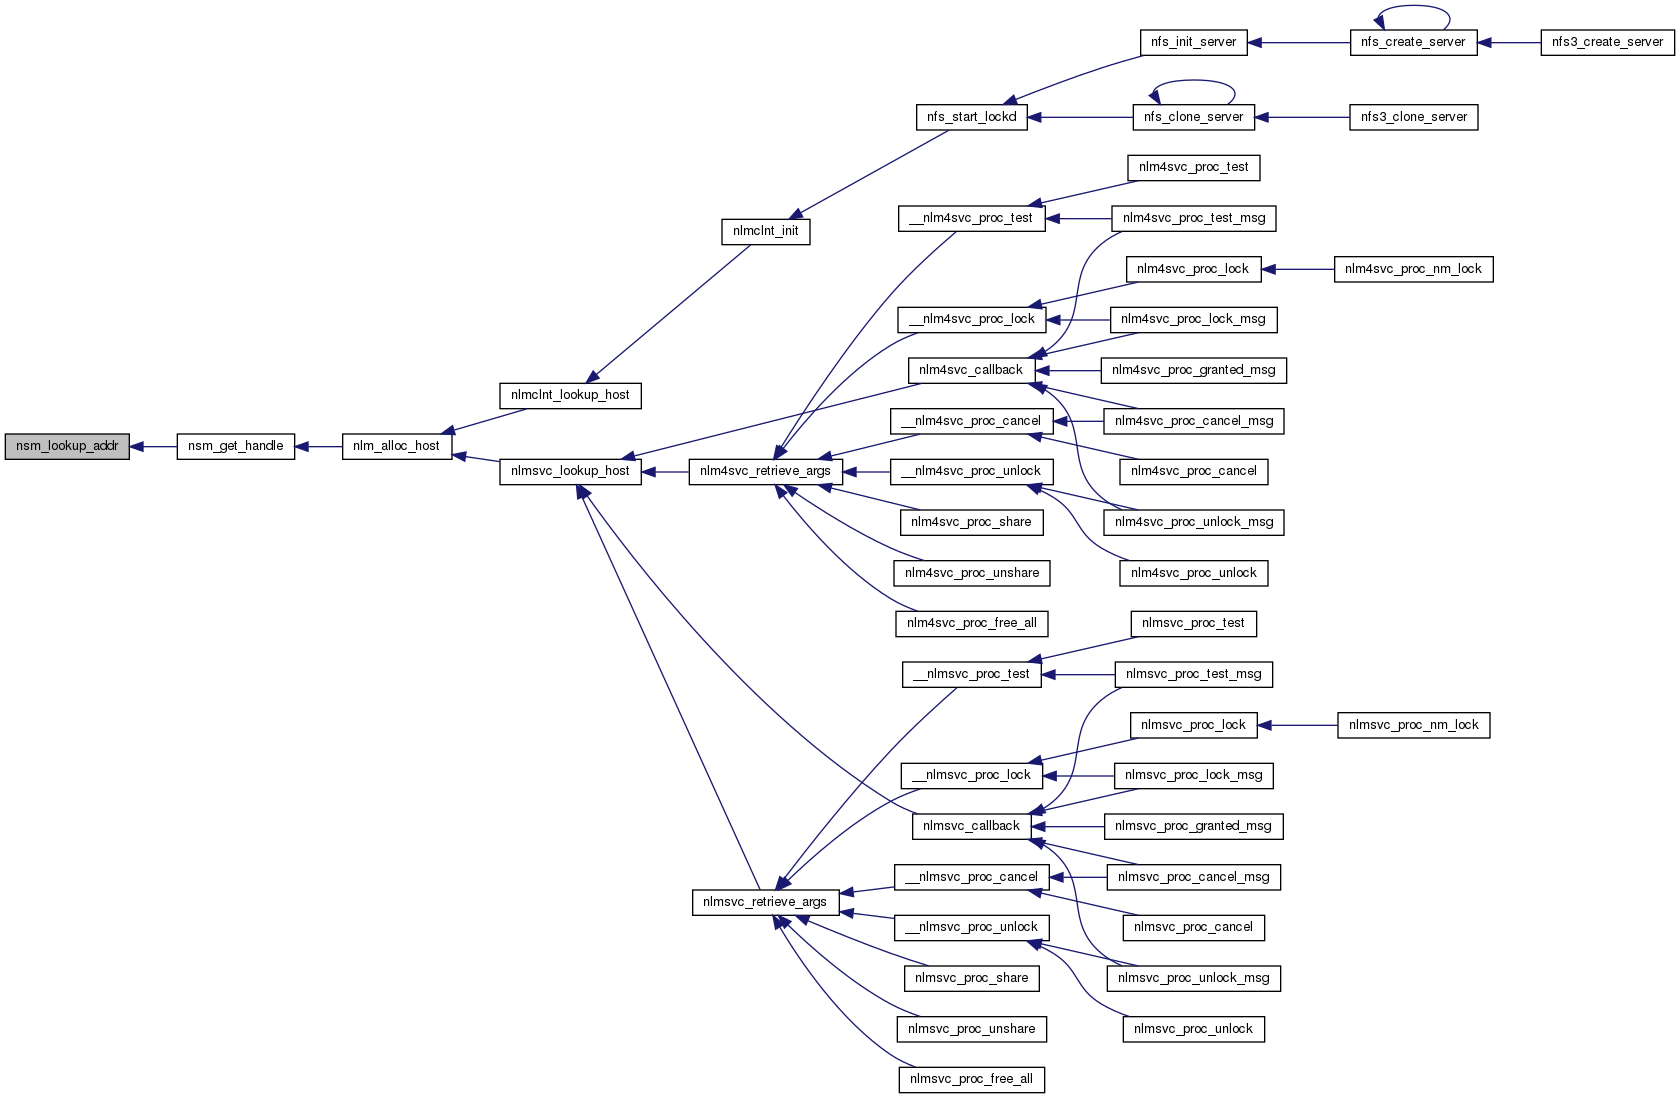 nfs_init_server
nfs_create_server
nfs3_create_server
nfs_start_lockd
nfs_clone_server
nfs3_clone_server
nlm4svc_proc_test
__nlm4svc_proc_test
nlm4svc_proc_test_msg
nlmclnt_init
nlm4svc_proc_lock
nlm4svc_proc_nm_lock
__nlm4svc_proc_lock
nlm4svc_proc_lock_msg
nlm4svc_callback
nlm4svc_proc_granted_msg
nlmclnt_lookup_host
__nlm4svc_proc_cancel
nlm4svc_proc_cancel_msg
nsm_lookup_addr
nsm_get_handle
nlm_alloc_host
nlmsvc_lookup_host
nlm4svc_retrieve_args
__nlm4svc_proc_unlock
nlm4svc_proc_cancel
nlm4svc_proc_share
nlm4svc_proc_unlock_msg
nlm4svc_proc_unshare
nlm4svc_proc_unlock
nlm4svc_proc_free_all
nlmsvc_proc_test
__nlmsvc_proc_test
nlmsvc_proc_test_msg
nlmsvc_proc_lock
nlmsvc_proc_nm_lock
__nlmsvc_proc_lock
nlmsvc_proc_lock_msg
nlmsvc_callback
nlmsvc_proc_granted_msg
__nlmsvc_proc_cancel
nlmsvc_proc_cancel_msg
nlmsvc_retrieve_args
__nlmsvc_proc_unlock
nlmsvc_proc_cancel
nlmsvc_proc_share
nlmsvc_proc_unlock_msg
nlmsvc_proc_unshare
nlmsvc_proc_unlock
nlmsvc_proc_free_all